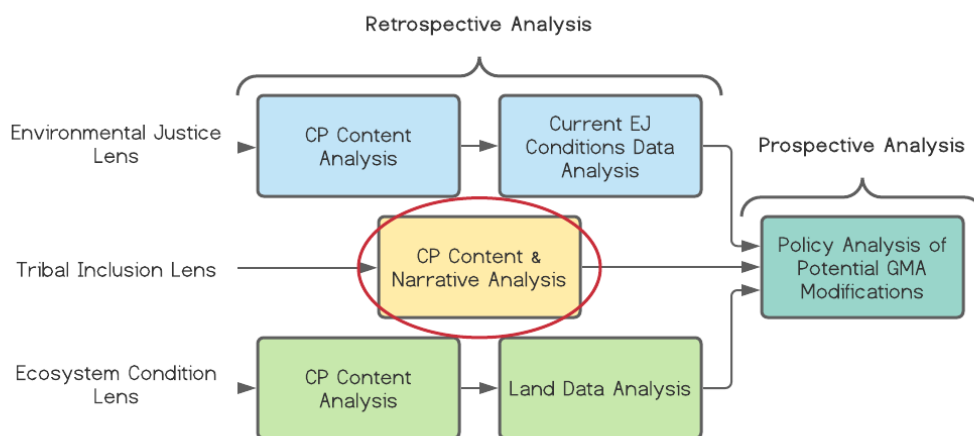 Retrospective Analysis
Environmental Justice
Lens
CP Content
Analysis
Current EJ
Conditions Data
Analysis
Prospective Analysis
Tribal Inclusion Lens
CP Content &
Narrative Analysis
Policy Analysis of
Potential GMA
Modifications
Ecosystem Condition
Lens
CP Content
Analysis
Land Data Analysis